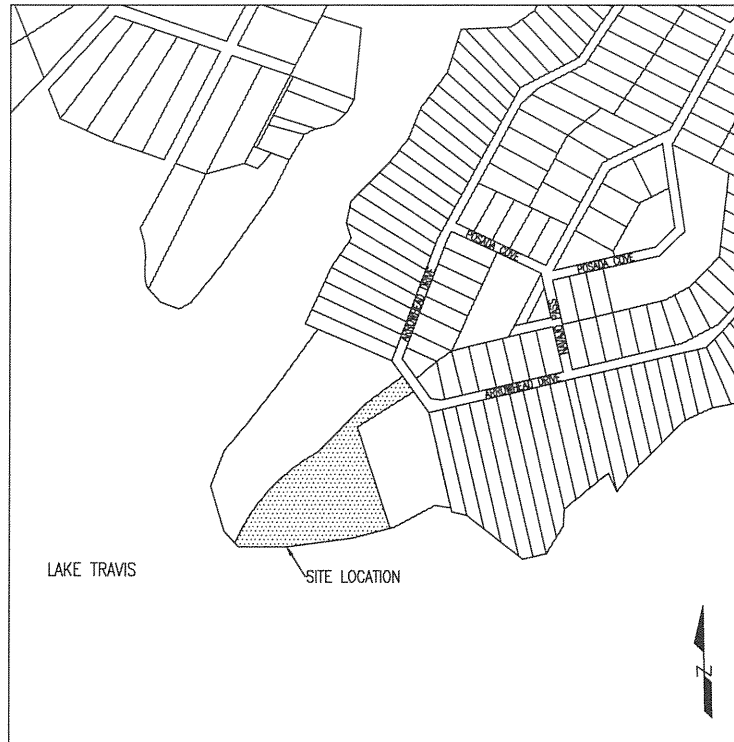 POSADA COVE
POSADA COVE
ARROWHEAD DRIVE
NAVAJO PASS
ARROWHEAD DRIVE
LAKE TRAVIS
SITE LOCATION
N